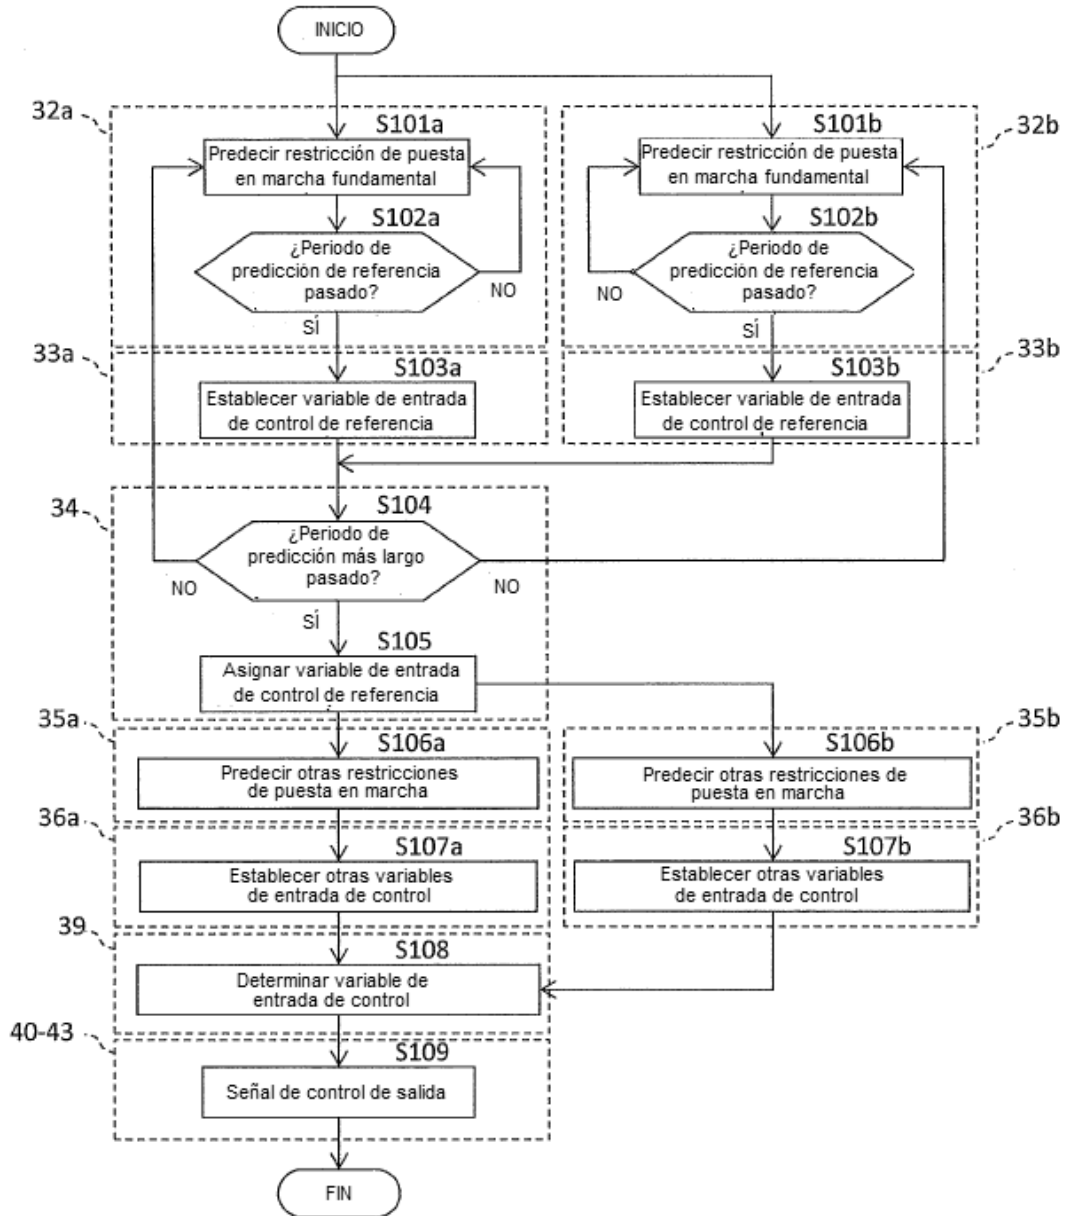 INICIO
32a
S101a
Predecir restricción de puesta
en marcha fundamental
S102a
¿Periodo de
predicción de referencia
pasado?
NO
SÍ
S101b
32b
Predecir restricción de puesta
en marcha fundamental
S102b
¿Periodo de
predicción de referencia
pasado?
NO
SÍ
33a
S103a
Establecer variable de entrada
de control de referencia
S103b
33b
Establecer variable de entrada
de control de referencia
34
S104
¿Periodo de
predicción más largo
pasado?
NO
NO
SÍ
S105
Asignar variable de entrada
de control de referencia
35a
S106a
Predecir otras restricciones
de puesta en marcha
S106b
35b
Predecir otras restricciones de
puesta en marcha
36a
S107a
Establecer otras variables
de entrada de control
S107b
36b
Establecer otras variables
de entrada de control
39
S108
Determinar variable de
entrada de control
40-43
S109
Señal de control de salida
FIN